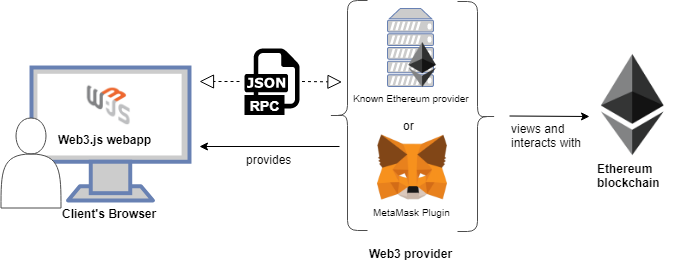 W3JS
Web3.js webapp
Client's Browser
JSON
RPC
provides
Known Ethereum provider
or
MetaMask Plugin
Web3 provider
views and
interacts with
Ethereum
blockchain